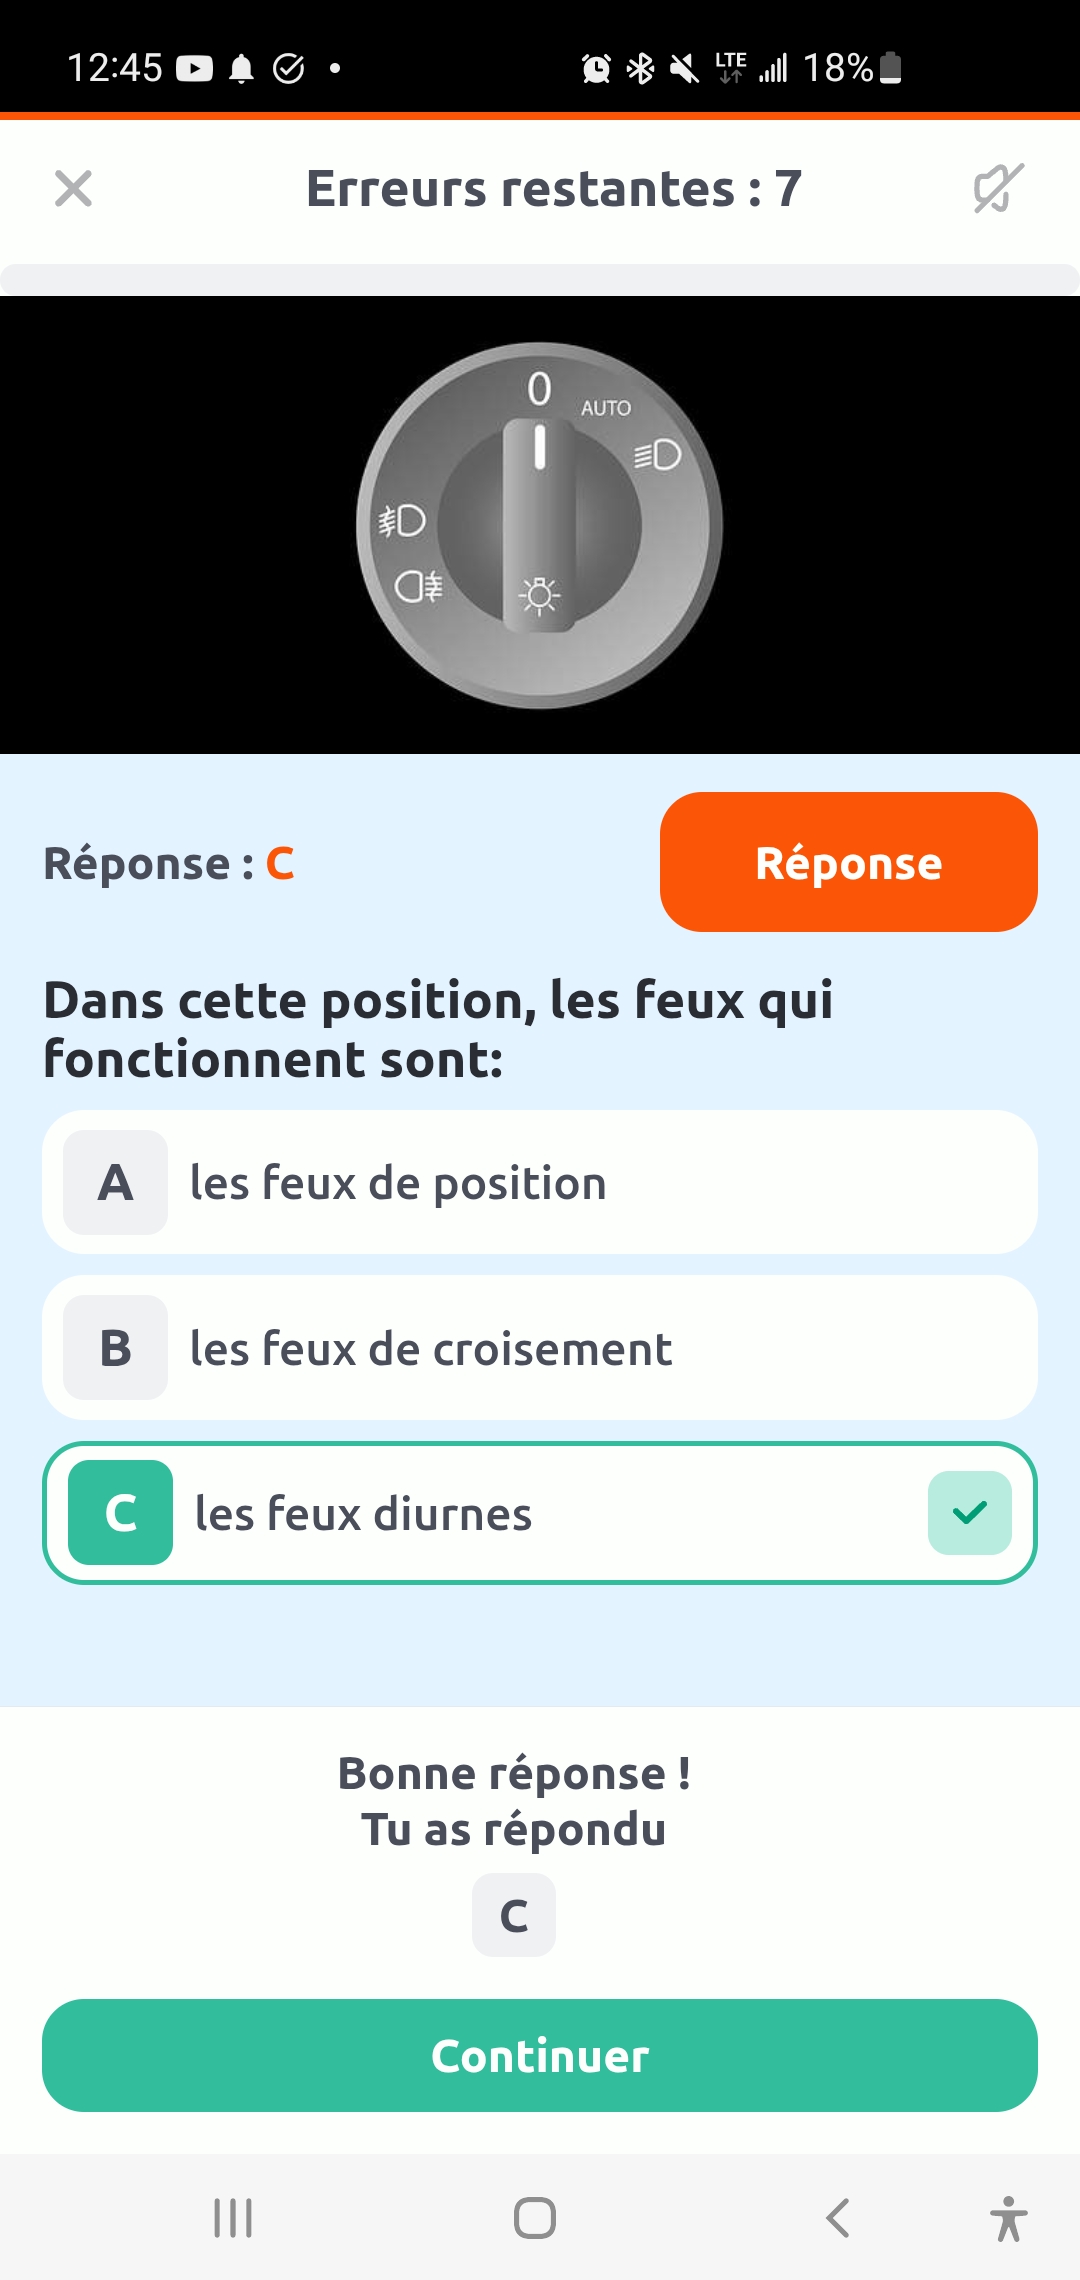 12:45
LTE
18%
Erreurs restantes : 7
0
AUTO
Réponse : C
Réponse
Dans cette position, les feux qui
fonctionnent sont:
A les feux de position
B les feux de croisement
C les feux diurnes
Bonne réponse !
Tu as répondu
C
Continuer